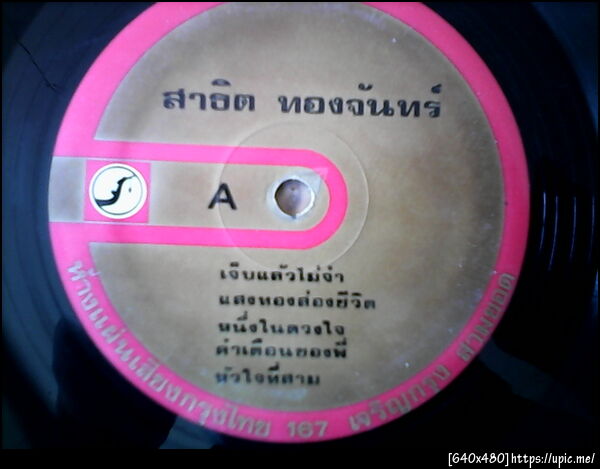 สาธิต ทองจันทร์
A
เจ็บแล้วไม่จำ
แสงทองส่องชีวิต
หนึ่งในดวงใจ
คำเตือนของพี่
หัวใจที่สาม
ห้างแผ่นเสียงกรุงไทย 167 เจริญกรุง สามยอด
[640x480]https://upic.me/